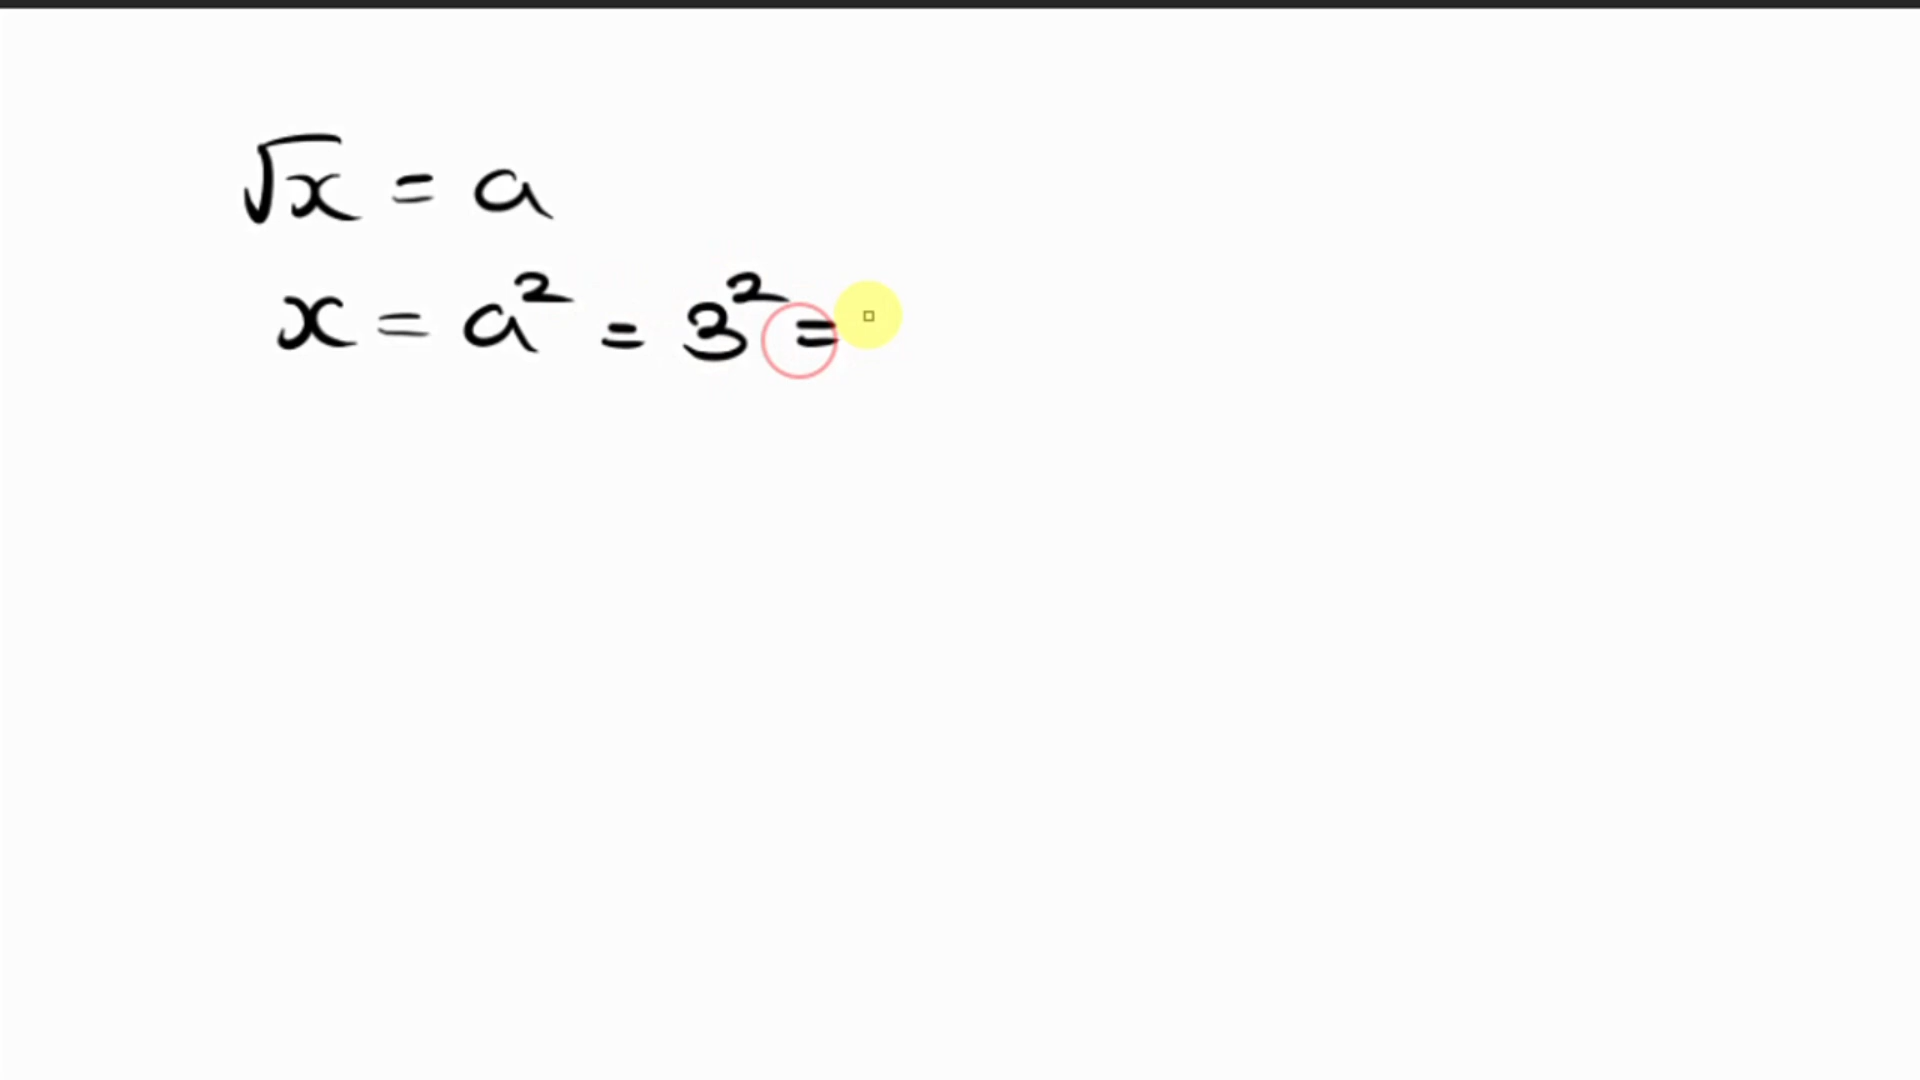 √x = a
x = a² = 3² =